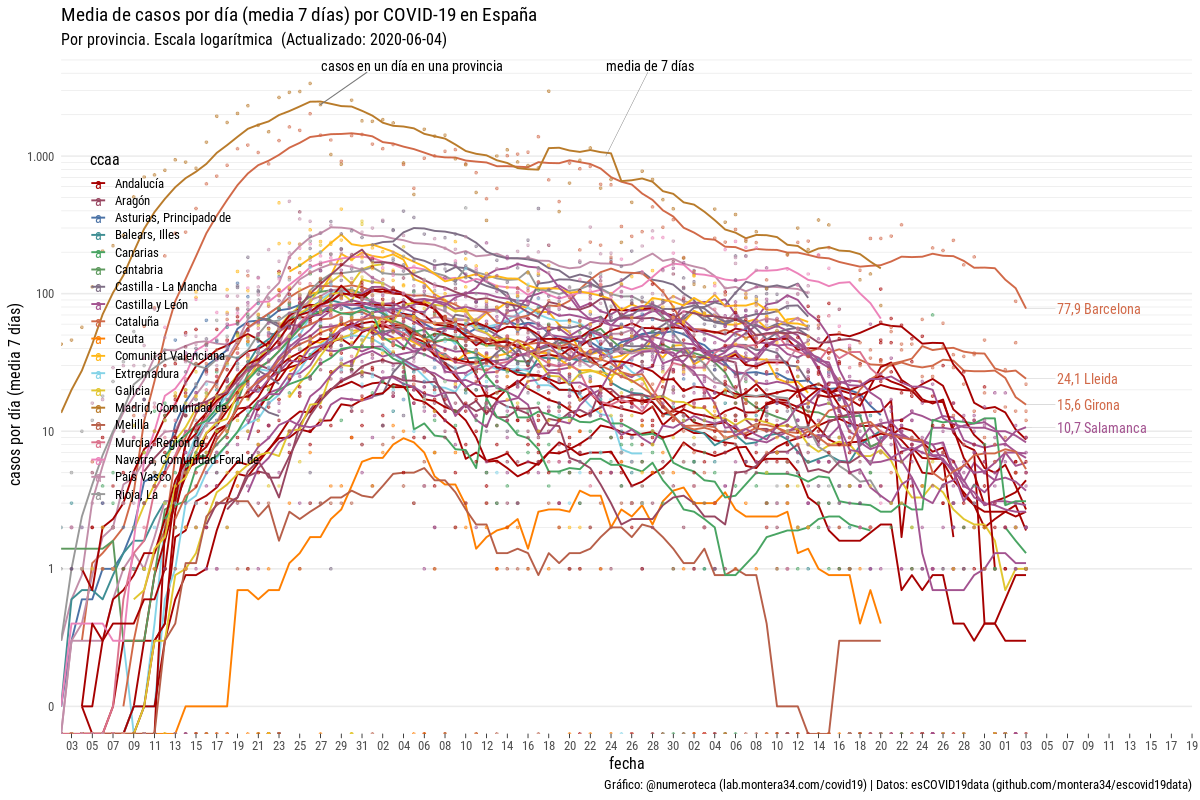 Media de casos por día (media 7 días) por COVID-19 en España
Por provincia. Escala logarítmica (Actualizado: 2020-06-04)
casos en un día en una provincia
media de 7 días
casos por día (media 7 días)
1.000
100
10
1
0
ccaa
Andalucía
Aragón
Asturias, Principado de
Balears, Illes
Canarias
Cantabria
Castilla - La Mancha
Castilla y León
Cataluña
Ceuta
Comunitat Valenciana
Extremadura
Galicia
Madrid, Comunidad de
Melilla
Murcia, Región de
Navarra, Comunidad Foral de
País Vasco
Rioja, La
77,9 Barcelona
24,1 Lleida
15,6 Girona
10,7 Salamanca
03 05 07 09 11 13 15 17 19 21 23 25 27 29 31 02 04 06 08 10 12 14 16 18 20 22 24 26 28 30 02 04 06 08 10 12 14 16 18 20 22 24 26 28 30 01 03 05 07 09 11 13 15 17 19
fecha
Gráfico: @numeroteca (lab.montera34.com/covid19) | Datos: esCOVID19data (github.com/montera34/escovid19data)